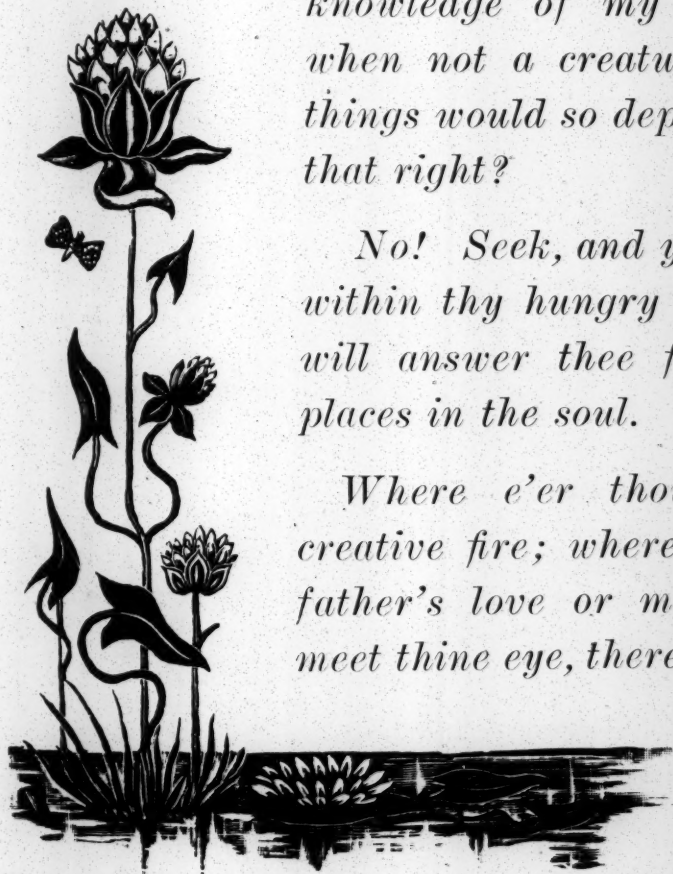 knowledge of my
when not a creatu
things would so dep
that right?
No! Seek, and y
within thy hungry
will answer thee f
places in the soul.
Where e'er tho
creative fire; where
father's love or m
meet thine eye, there